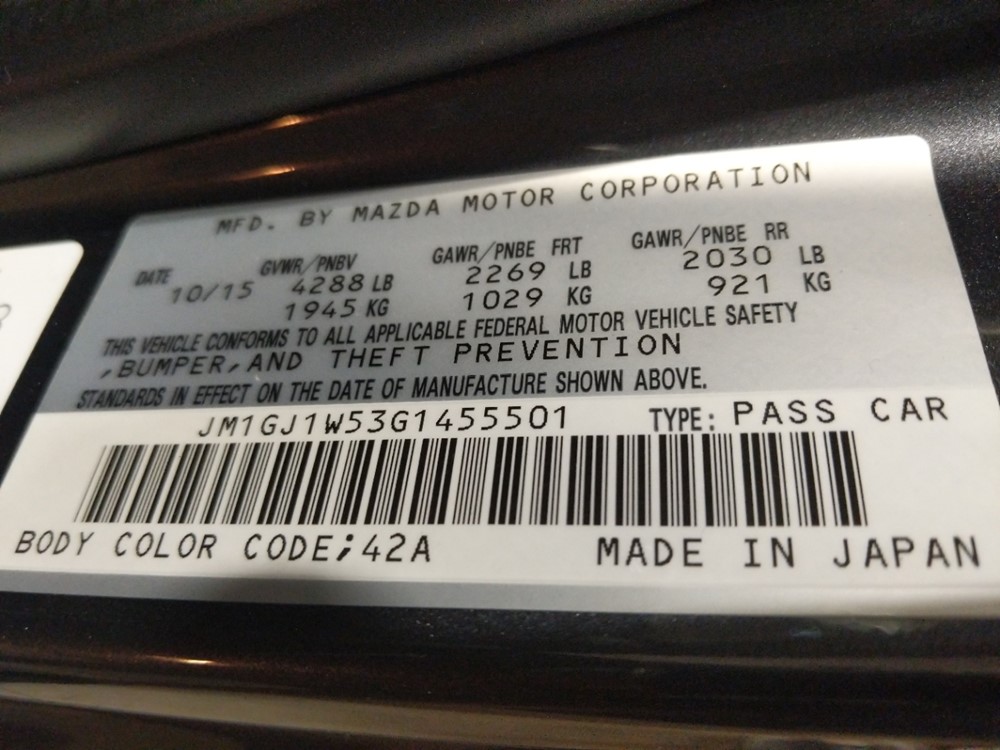 MFD. BY MAZDA MOTOR CORPORATION
DATE GVWR/PNBV GAWR/PNBE FRT GAWR/PNBE RR
10/15 4288 LB 2269 LB 2030 LB
1945 KG 1029 KG 921 KG
THIS VEHICLE CONFORMS TO ALL APPLICABLE FEDERAL MOTOR VEHICLE SAFETY
,BUMPER,AND THEFT PREVENTION
STANDARDS IN EFFECT ON THE DATE OF MANUFACTURE SHOWN ABOVE.
JM1GJ1W53G1455501 TYPE: PASS CAR
BODY COLOR CODE;42A MADE IN JAPAN